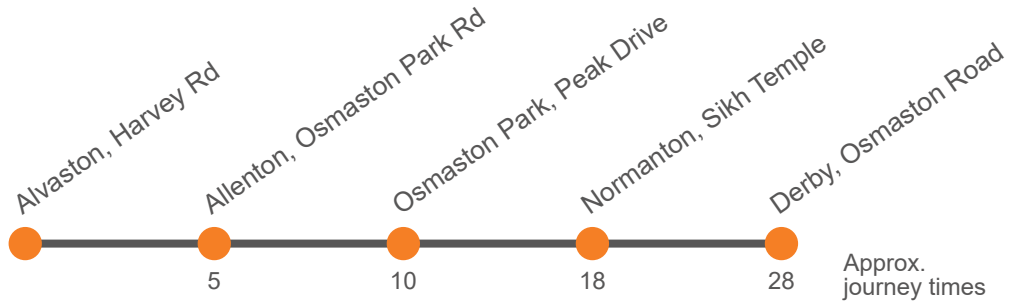 Alvaston, Harvey Rd
Allenton, Osmaston Park Rd
Osmaston Park, Peak Drive
Normanton, Sikh Temple
Derby, Osmaston Road
5
10
18
28
Approx.
journey times